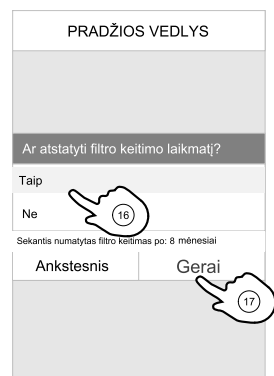 PRADŽIOS VEDLYS
Ar atstatyti filtro keitimo laikmatį?
Taip
Ne
16
Sekantis numatytas filtro keitimas po: 8 mėnesiai
Ankstesnis Gerai
17